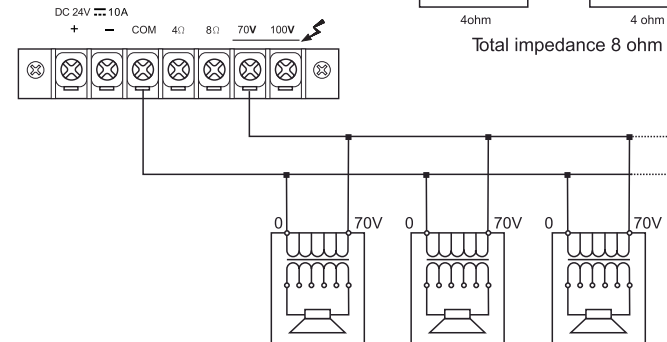 DC 24V ⎓ 10A
+ − COM 4Ω 8Ω 70V 100V
4ohm 4 ohm
Total impedance 8 ohm
0 70V 0 70V 0 70V